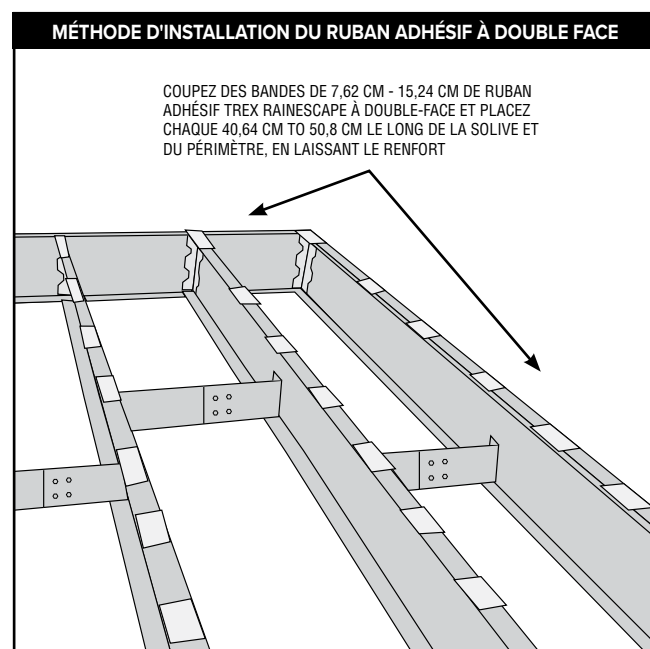 MÉTHODE D'INSTALLATION DU RUBAN ADHÉSIF À DOUBLE FACE
COUPEZ DES BANDES DE 7,62 CM - 15,24 CM DE RUBAN
ADHÉSIF TREX RAINESCAPE À DOUBLE-FACE ET PLACEZ
CHAQUE 40,64 CM TO 50,8 CM LE LONG DE LA SOLIVE ET
DU PÉRIMÈTRE, EN LAISSANT LE RENFORT